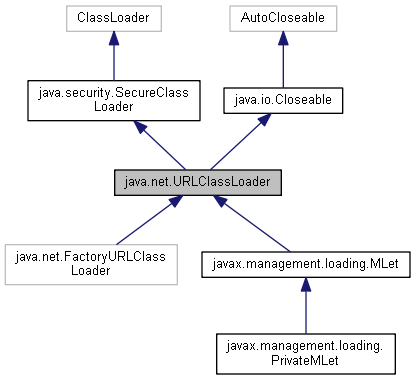 ClassLoader
AutoCloseable
java.security.SecureClass
Loader
java.io.Closeable
java.net.URLClassLoader
java.net.FactoryURLClass
Loader
javax.management.loading.MLet
javax.management.loading.
PrivateMLet